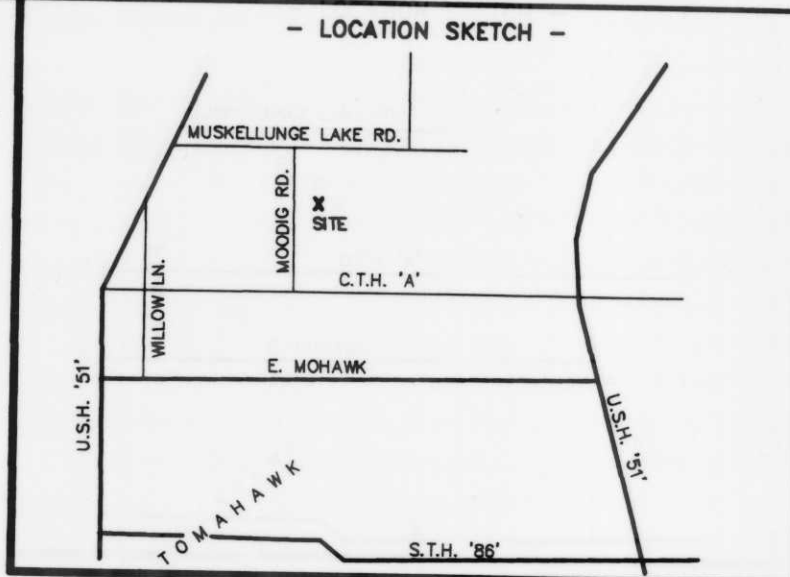 - LOCATION SKETCH -
MUSKELLUNGE LAKE RD.
MOODIG RD.
X
SITE
WILLOW LN.
C.T.H. 'A'
E. MOHAWK
U.S.H. '51'
U.S.H. '51'
TOMAHAWK
S.T.H. '86'